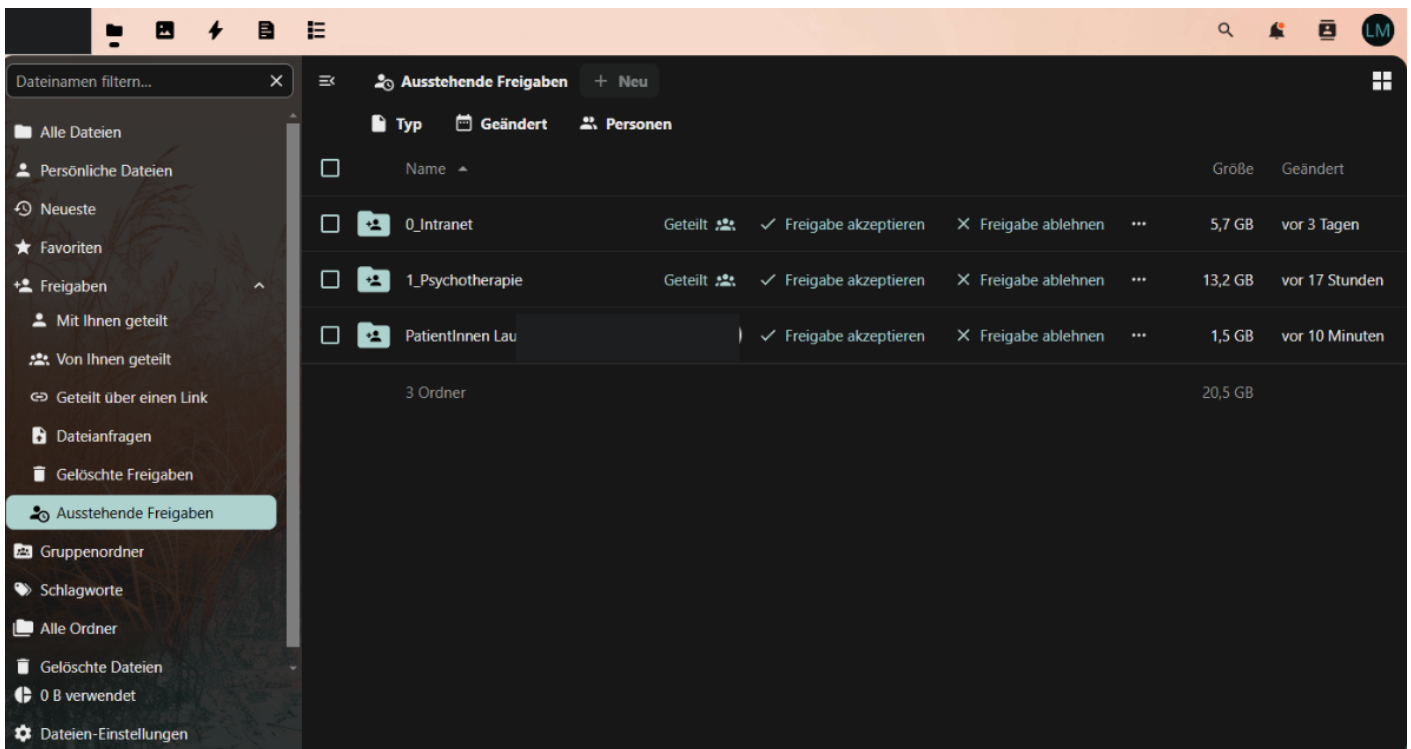 LM
Dateinamen filtern...
Alle Dateien
Persönliche Dateien
Neueste
Favoriten
Freigaben
Mit Ihnen geteilt
Von Ihnen geteilt
Geteilt über einen Link
Dateianfragen
Gelöschte Freigaben
Ausstehende Freigaben
Gruppenordner
Schlagworte
Alle Ordner
Gelöschte Dateien
0 B verwendet
Dateien-Einstellungen
Ausstehende Freigaben + Neu
Typ Geändert Personen
Name Größe Geändert
0_Intranet Geteilt Freigabe akzeptieren Freigabe ablehnen 5,7 GB vor 3 Tagen
1_Psychotherapie Geteilt Freigabe akzeptieren Freigabe ablehnen 13,2 GB vor 17 Stunden
PatientInnen Lau ) Freigabe akzeptieren Freigabe ablehnen 1,5 GB vor 10 Minuten
3 Ordner 20,5 GB